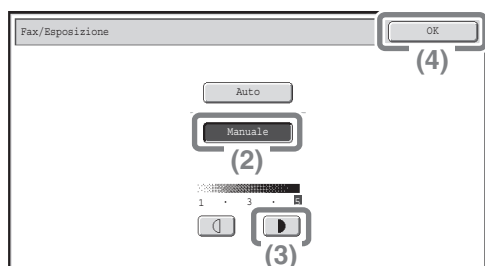 Fax/Esposizione
OK
(4)
Auto
Manuale
(2)
1 · 3 · 5
(3)